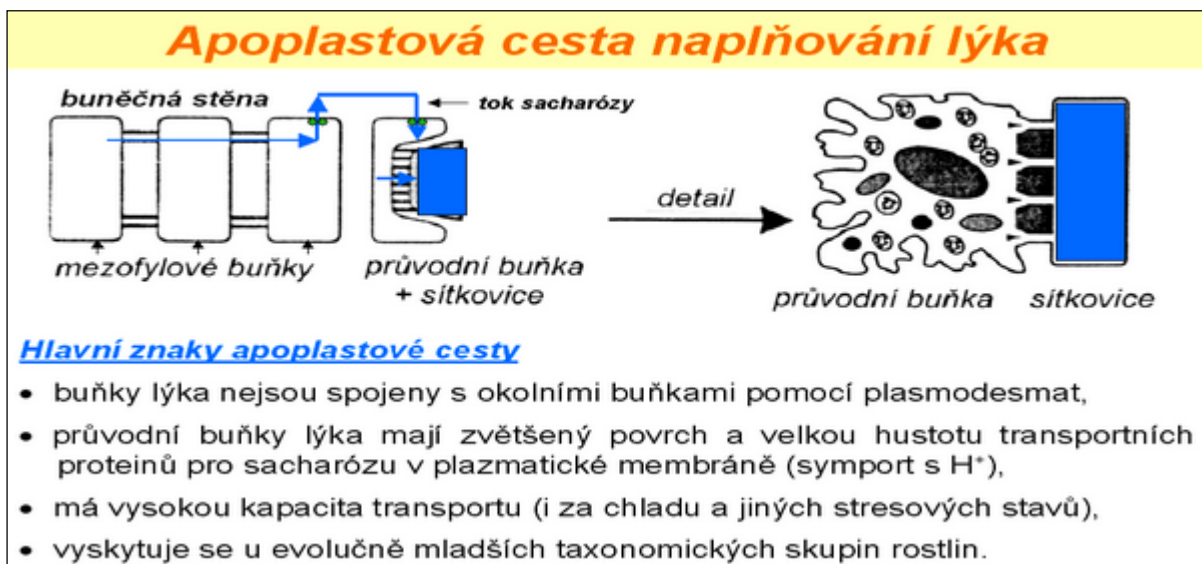 Apoplastová cesta naplňování lýka
buněčná stěna
tok sacharózy
detail
mezofylové buňky
průvodní buňka
+ sítkovice
průvodní buňka
sítkovice
Hlavní znaky apoplastové cesty
• buňky lýka nejsou spojeny s okolními buňkami pomocí plasmodesmat,
• průvodní buňky lýka mají zvětšený povrch a velkou hustotu transportních
proteinů pro sacharózu v plazmatické membráně (symport s H⁺),
• má vysokou kapacita transportu (i za chladu a jiných stresových stavů),
• vyskytuje se u evolučně mladších taxonomických skupin rostlin.